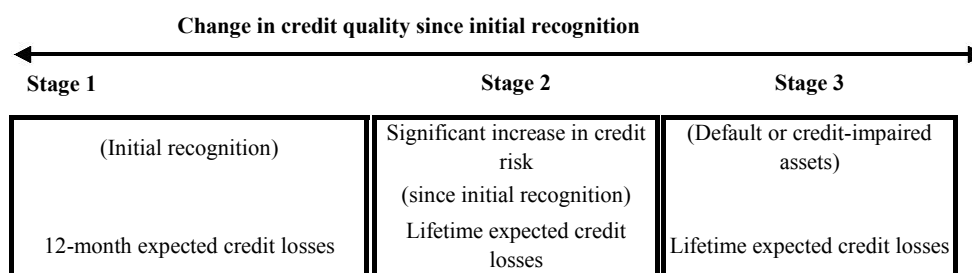 Change in credit quality since initial recognition
Stage 1
Stage 2
Stage 3
(Initial recognition)
Significant increase in credit
risk
(since initial recognition)
(Default or credit-impaired
assets)
12-month expected credit losses
Lifetime expected credit
losses
Lifetime expected credit losses